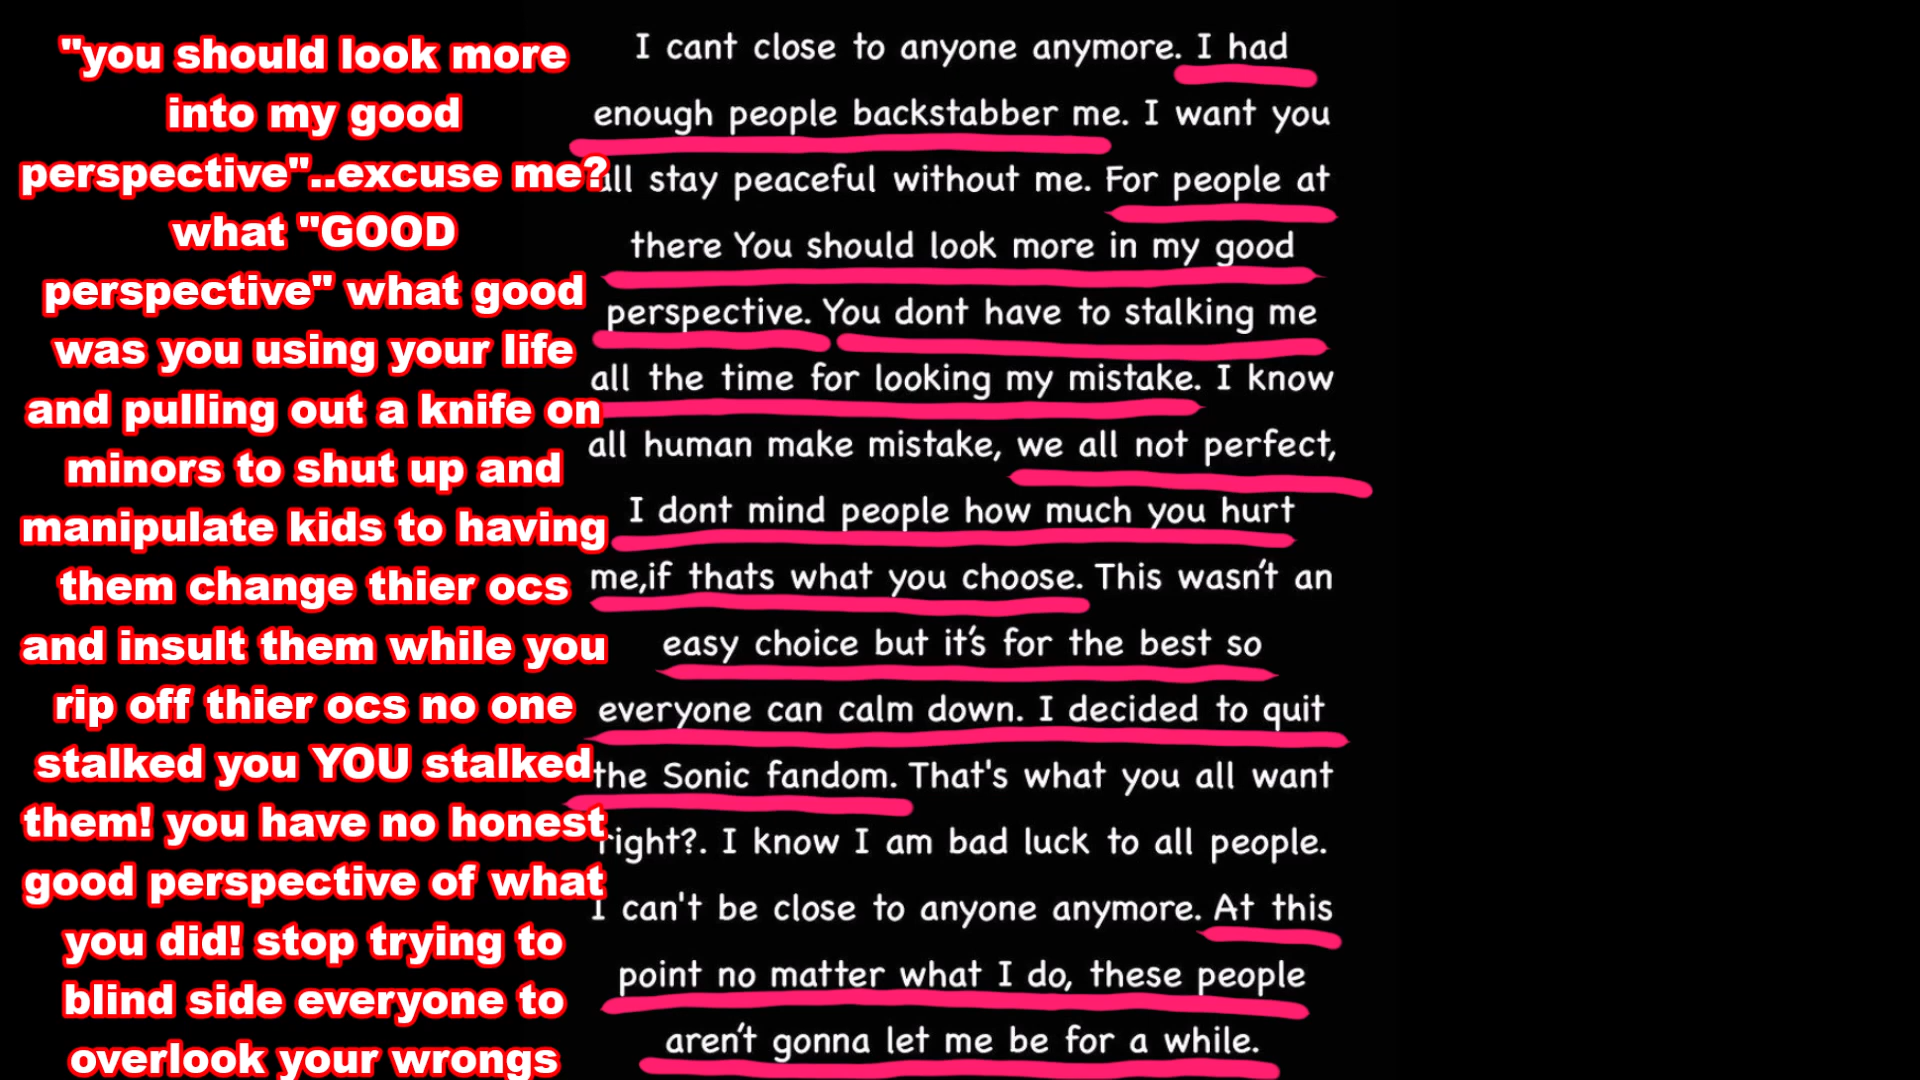 "you should look more
into my good
perspective"..excuse me?
what "GOOD
perspective" what good
was you using your life
and pulling out a knife on
minors to shut up and
manipulate kids to having
them change thier ocs
and insult them while you
rip off thier ocs no one
stalked you YOU stalked
them! you have no honest
good perspective of what
you did! stop trying to
blind side everyone to
overlook your wrongs
I cant close to anyone anymore. I had
enough people backstabber me. I want you
all stay peaceful without me. For people at
there You should look more in my good
perspective. You dont have to stalking me
all the time for looking my mistake. I know
all human make mistake, we all not perfect,
I dont mind people how much you hurt
me,if thats what you choose. This wasn't an
easy choice but it's for the best so
everyone can calm down. I decided to quit
the Sonic fandom. That's what you all want
right?. I know I am bad luck to all people.
I can't be close to anyone anymore. At this
point no matter what I do, these people
aren't gonna let me be for a while.